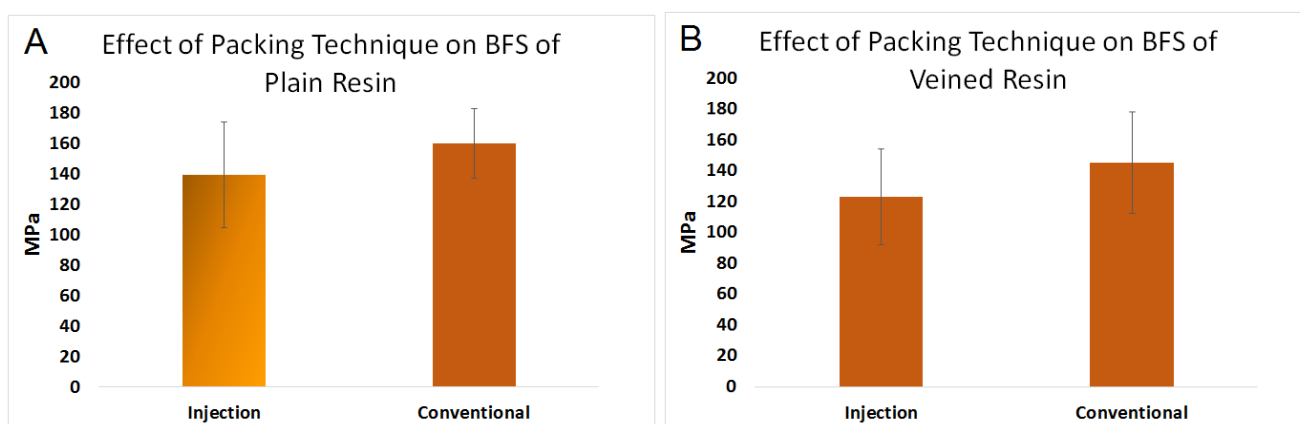 A
Effect of Packing Technique on BFS of
Plain Resin
200
180
160
140
120
100
80
60
40
20
0
MPa
Injection
Conventional
B
Effect of Packing Technique on BFS of
Veined Resin
200
180
160
140
120
100
80
60
40
20
0
MPa
Injection
Conventional